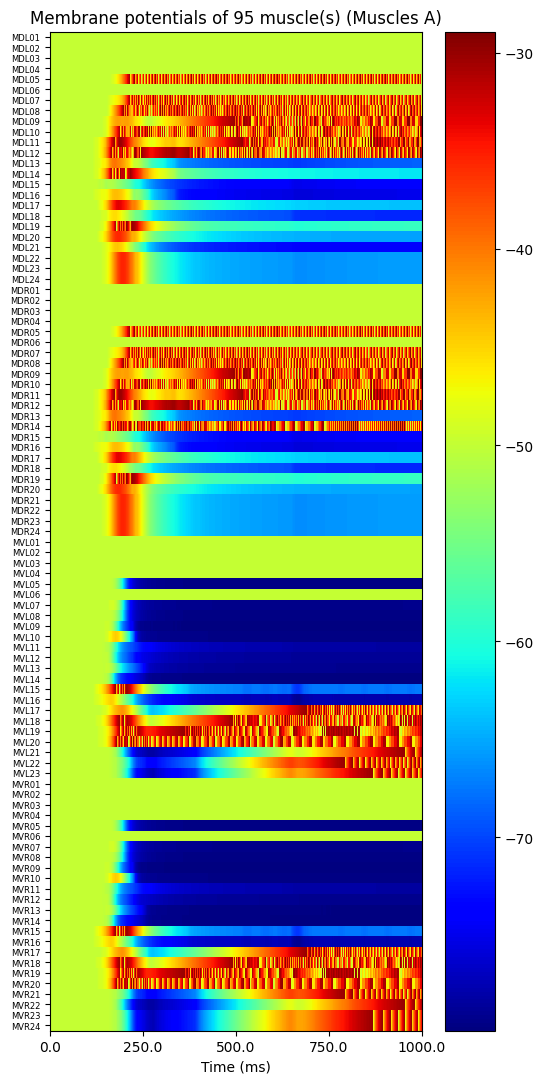 Membrane potentials of 95 muscle(s) (Muscles A)
MDL01
MDL02
MDL03
MDL04
MDL05
MDL06
MDL07
MDL08
MDL09
MDL10
MDL11
MDL12
MDL13
MDL14
MDL15
MDL16
MDL17
MDL18
MDL19
MDL20
MDL21
MDL22
MDL23
MDL24
MDR01
MDR02
MDR03
MDR04
MDR05
MDR06
MDR07
MDR08
MDR09
MDR10
MDR11
MDR12
MDR13
MDR14
MDR15
MDR16
MDR17
MDR18
MDR19
MDR20
MDR21
MDR22
MDR23
MDR24
MVL01
MVL02
MVL03
MVL04
MVL05
MVL06
MVL07
MVL08
MVL09
MVL10
MVL11
MVL12
MVL13
MVL14
MVL15
MVL16
MVL17
MVL18
MVL19
MVL20
MVL21
MVL22
MVL23
MVR01
MVR02
MVR03
MVR04
MVR05
MVR06
MVR07
MVR08
MVR09
MVR10
MVR11
MVR12
MVR13
MVR14
MVR15
MVR16
MVR17
MVR18
MVR19
MVR20
MVR21
MVR22
MVR23
MVR24
0.0 250.0 500.0 750.0 1000.0
Time (ms)
−30
−40
−50
−60
−70